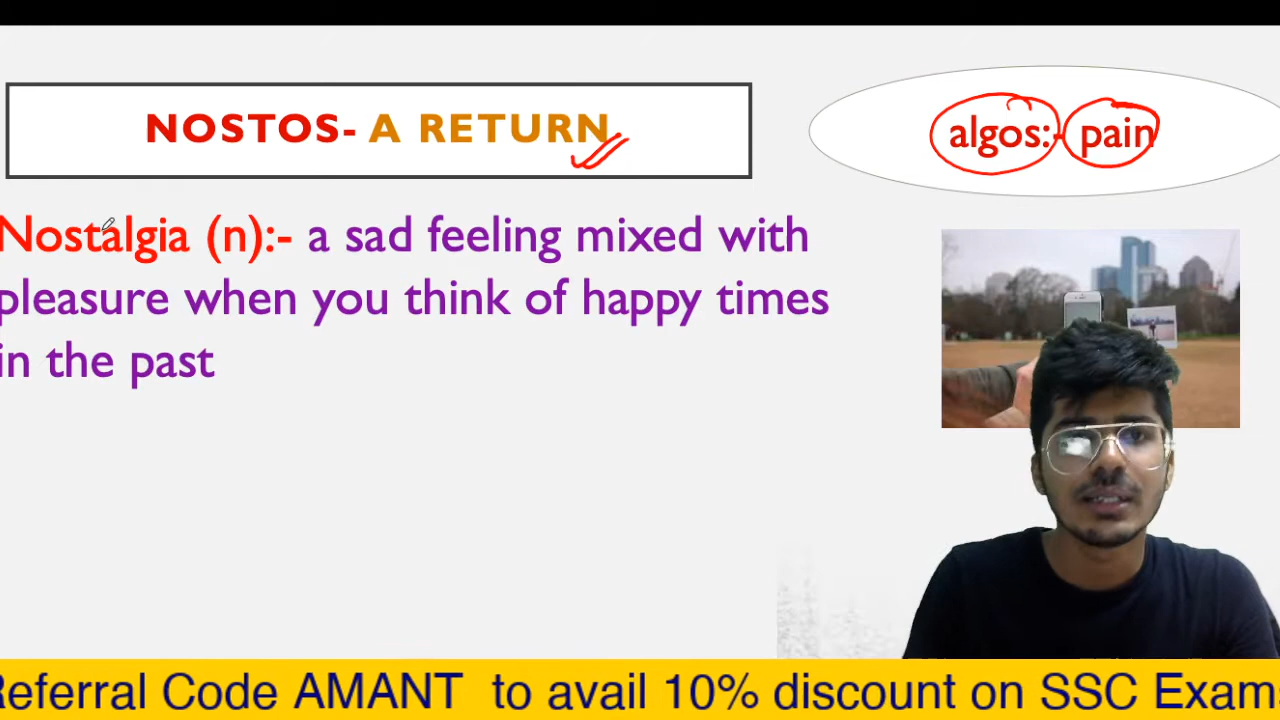 NOSTOS- A RETURN
algos:- pain
Nostalgia (n):- a sad feeling mixed with
pleasure when you think of happy times
in the past
Referral Code AMANT to avail 10% discount on SSC Exams